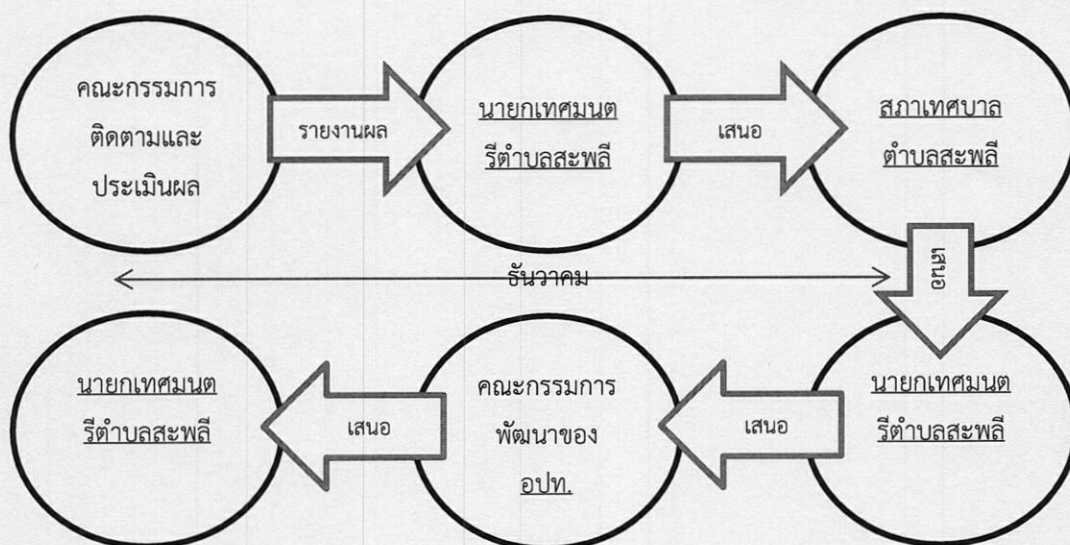 คณะกรรมการ
ติดตามและ
ประเมินผล
รายงานผล
นายกเทศมนต
รีตำบลสะพลี
เสนอ
สภาเทศบาล
ตำบลสะพลี
เสนอ
ธันวาคม
นายกเทศมนต
รีตำบลสะพลี
เสนอ
คณะกรรมการ
พัฒนาของ
อปท.
เสนอ
นายกเทศมนต
รีตำบลสะพลี